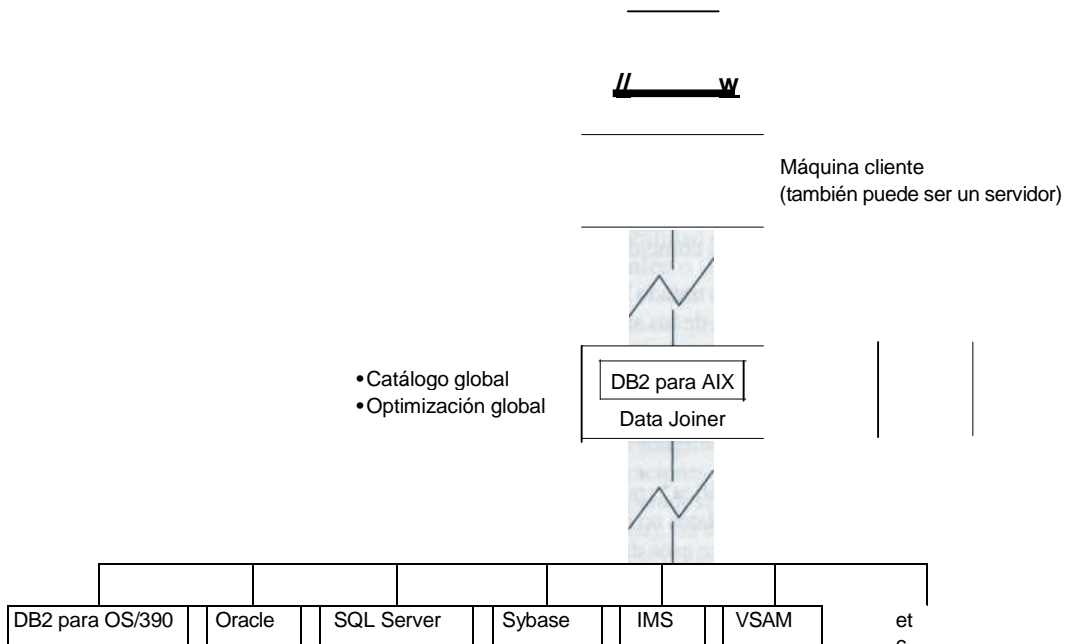 // w
Máquina cliente
(también puede ser un servidor)
•Catálogo global
•Optimización global
DB2 para AIX
Data Joiner
DB2 para OS/390 Oracle SQL Server Sybase IMS VSAM et